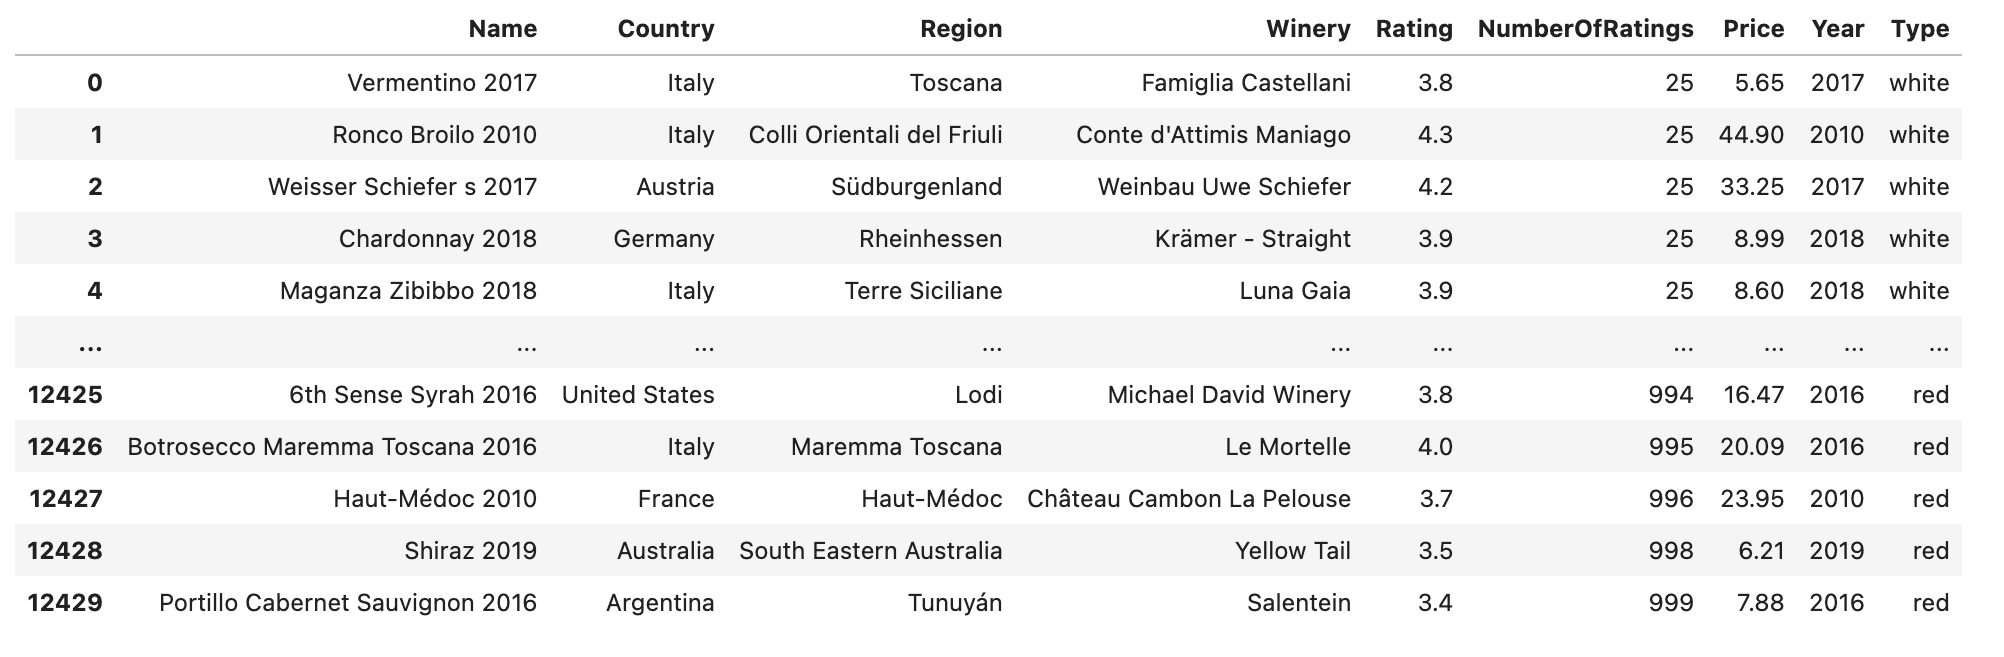 Name Country Region Winery Rating NumberOfRatings Price Year Type
0 Vermentino 2017 Italy Toscana Famiglia Castellani 3.8 25 5.65 2017 white
1 Ronco Broilo 2010 Italy Colli Orientali del Friuli Conte d'Attimis Maniago 4.3 25 44.90 2010 white
2 Weisser Schiefer s 2017 Austria Südburgenland Weinbau Uwe Schiefer 4.2 25 33.25 2017 white
3 Chardonnay 2018 Germany Rheinhessen Krämer - Straight 3.9 25 8.99 2018 white
4 Maganza Zibibbo 2018 Italy Terre Siciliane Luna Gaia 3.9 25 8.60 2018 white
... ... ... ... ... ... ... ... ... ...
12425 6th Sense Syrah 2016 United States Lodi Michael David Winery 3.8 994 16.47 2016 red
12426 Botrosecco Maremma Toscana 2016 Italy Maremma Toscana Le Mortelle 4.0 995 20.09 2016 red
12427 Haut-Médoc 2010 France Haut-Médoc Château Cambon La Pelouse 3.7 996 23.95 2010 red
12428 Shiraz 2019 Australia South Eastern Australia Yellow Tail 3.5 998 6.21 2019 red
12429 Portillo Cabernet Sauvignon 2016 Argentina Tunuyán Salentein 3.4 999 7.88 2016 red